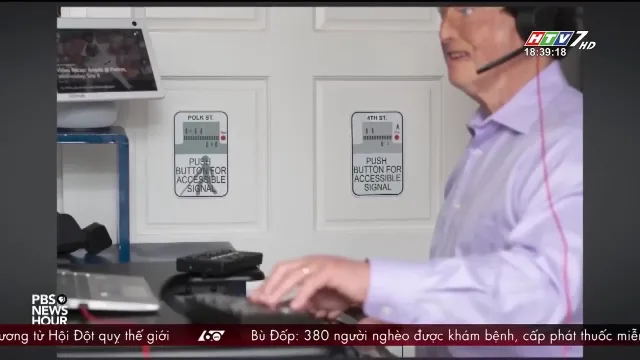 HTV7 HD
18:39:18
POLK ST.
PUSH
BUTTON FOR
ACCESSIBLE
SIGNAL
4TH ST.
PUSH
BUTTON FOR
ACCESSIBLE
SIGNAL
PBS
NEWS
HOUR
ương từ Hội Đột quỵ thế giới
60
Bù Đốp: 380 người nghèo được khám bệnh, cấp phát thuốc miễ